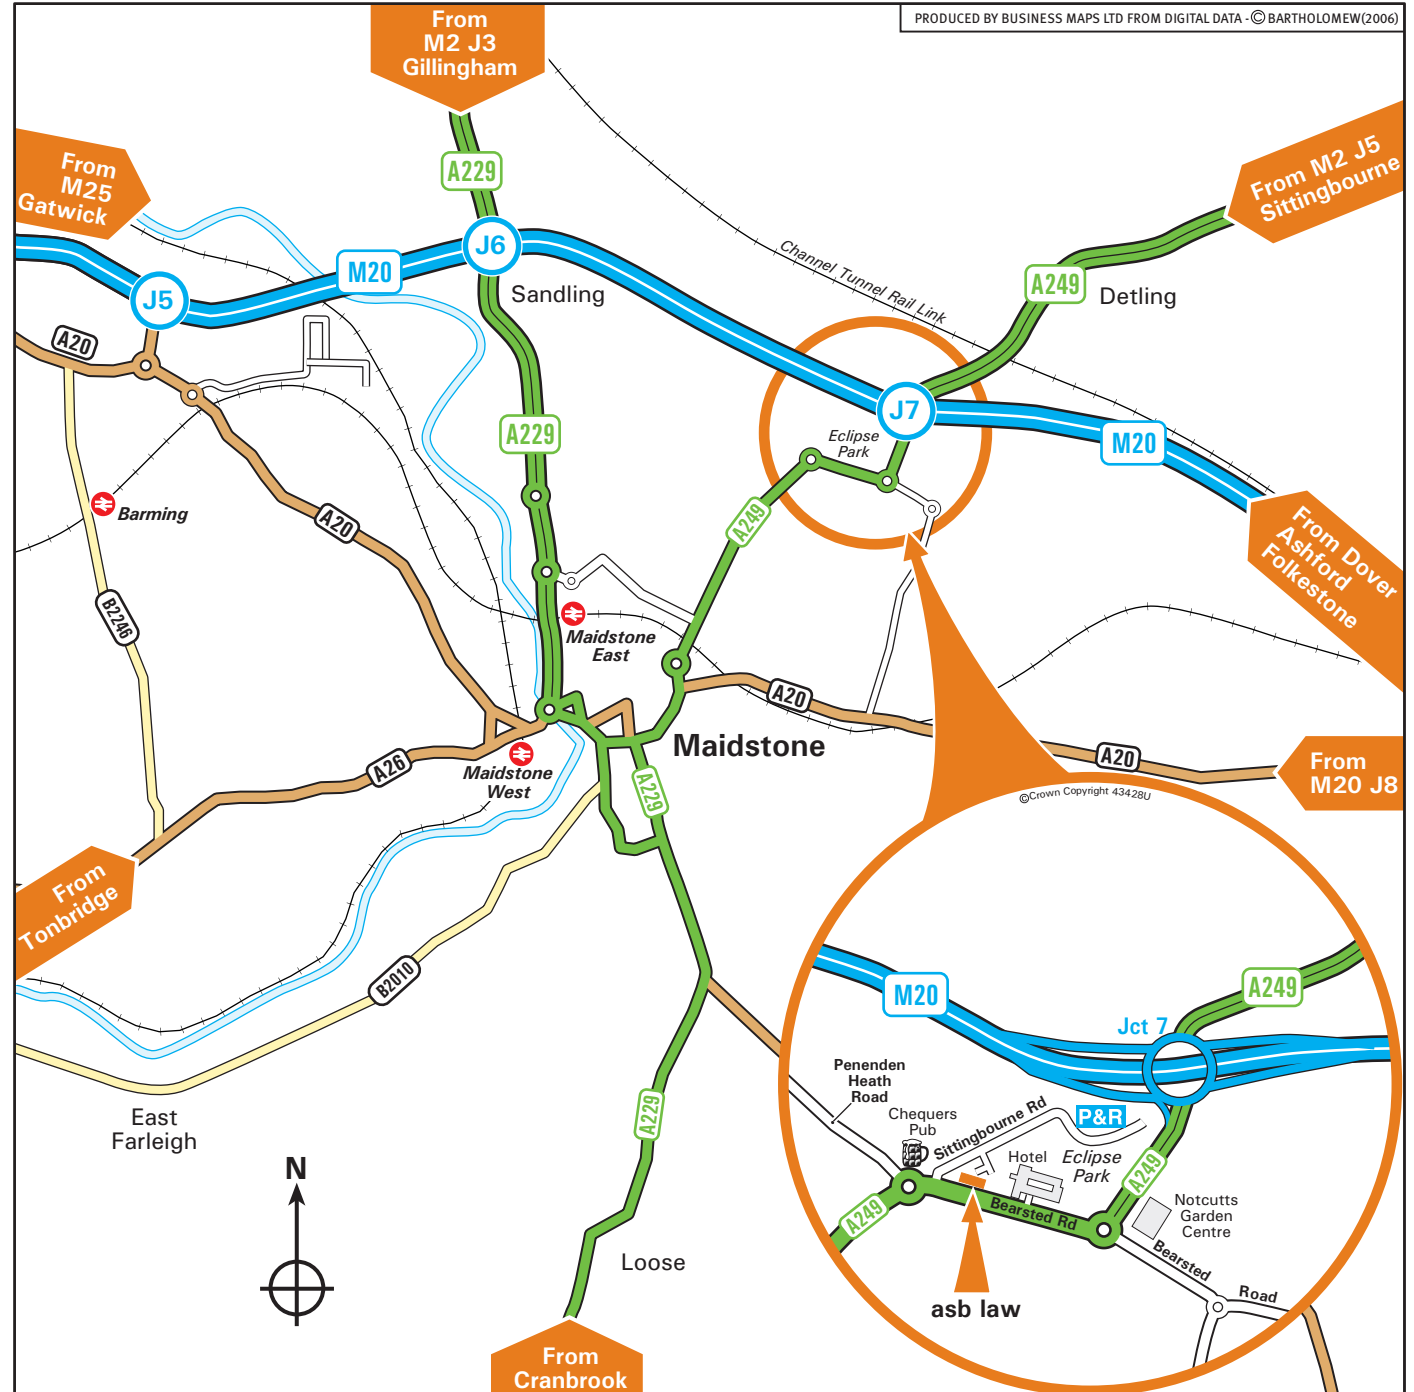 PRODUCED BY BUSINESS MAPS LTD FROM DIGITAL DATA - © BARTHOLOMEW(2006)
From
M2 J3
Gillingham
From M2 J5
Sittingbourne
From
M25
Gatwick
A229
J6
M20
J5
Sandling
Channel Tunnel Rail Link
A249
Detling
A20
J7
M20
A229
Eclipse
Park
A249
From Dover
Ashford
Folkestone
Barming
A20
B2246
Maidstone
East
A20
Maidstone
A20
From
M20 J8
A26
Maidstone
West
A229
©Crown Copyright 43428U
From
Tonbridge
B2010
M20
A249
Jct 7
Penenden
Heath
Road
Chequers
Pub
Sittingbourne Rd
P&R
Hotel
Eclipse
Park
A249
A249
Bearsted Rd
Notcutts
Garden
Centre
Bearsted
Road
asb law
East
Farleigh
A229
N
Loose
From
Cranbrook